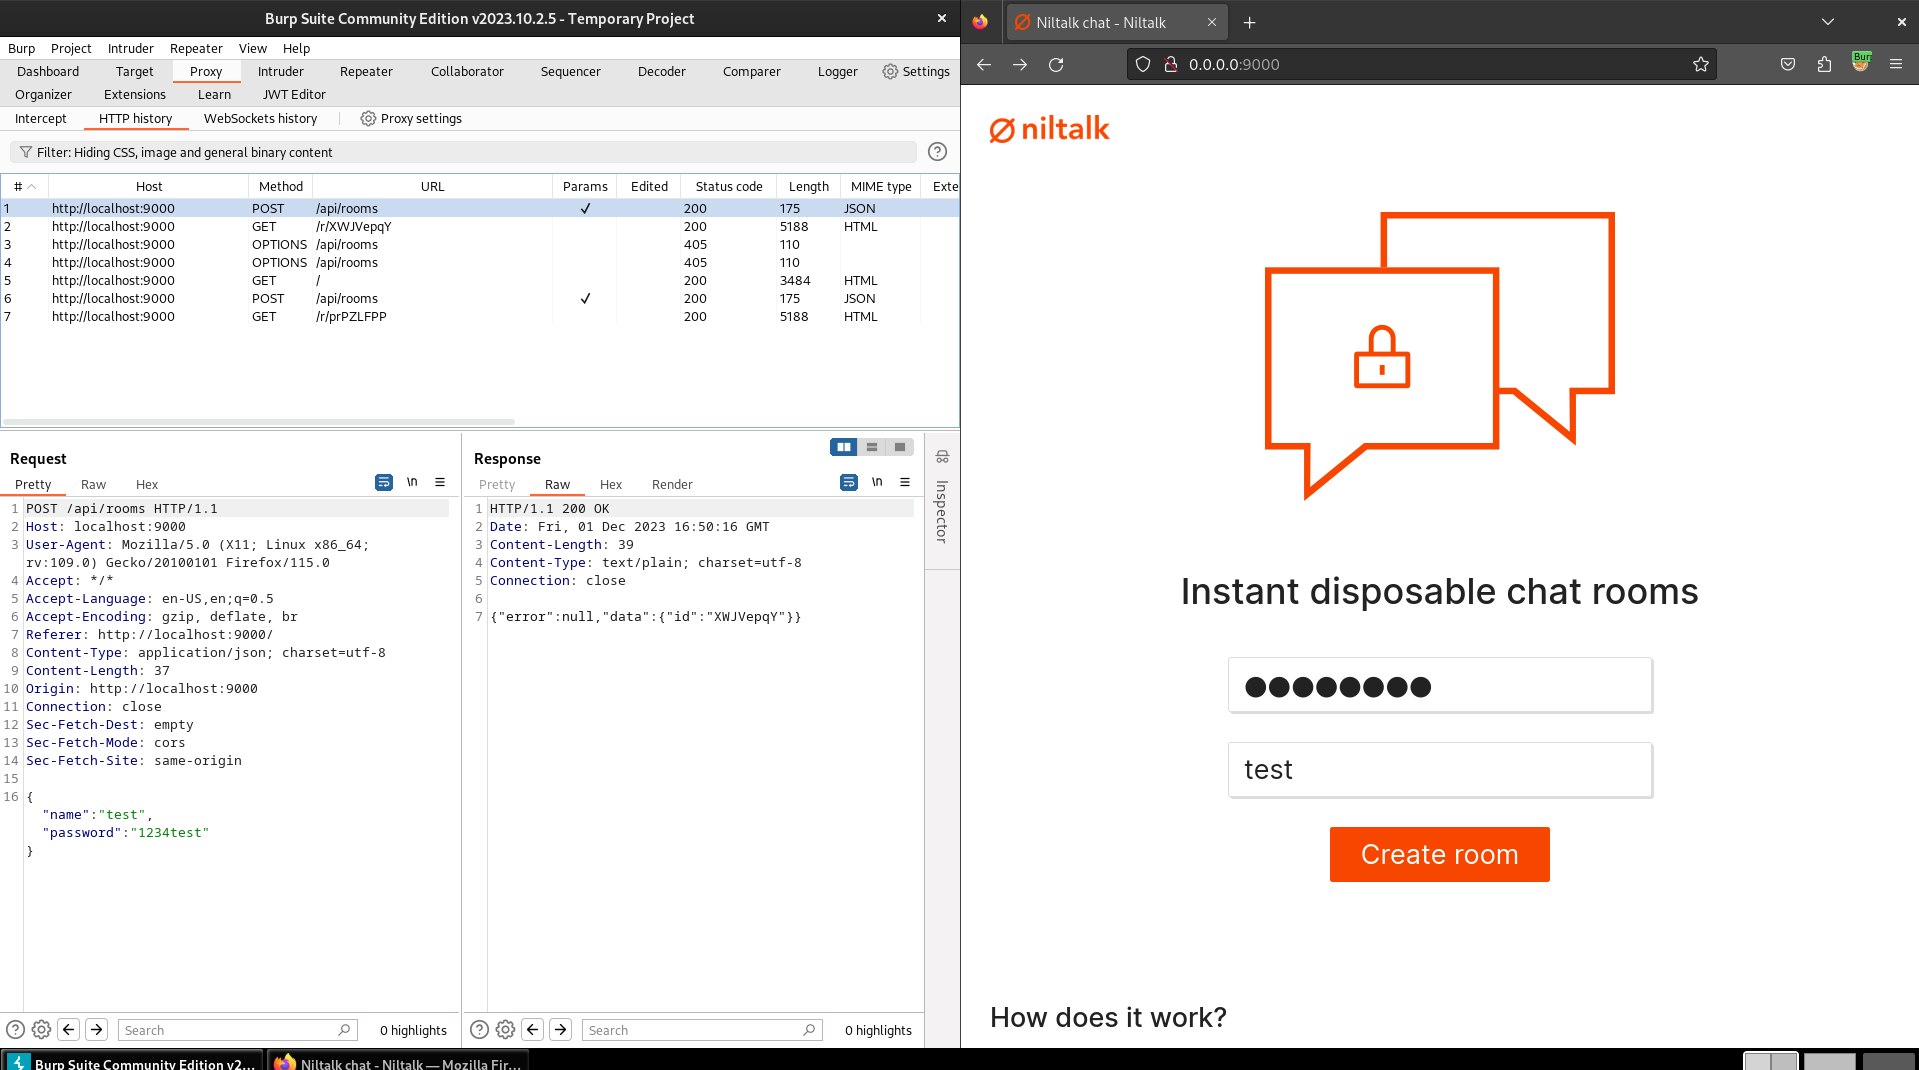 Burp Suite Community Edition v2023.10.2.5 - Temporary Project
Burp Project Intruder Repeater View Help
Dashboard Target Proxy Intruder Repeater Collaborator Sequencer Decoder Comparer Logger Settings
Organizer Extensions Learn JWT Editor
Intercept HTTP history WebSockets history Proxy settings
Filter: Hiding CSS, image and general binary content ?
# Host Method URL Params Edited Status code Length MIME type Exte
1 http://localhost:9000 POST /api/rooms ✓ 200 175 JSON
2 http://localhost:9000 GET /r/XWJVepqY 200 5188 HTML
3 http://localhost:9000 OPTIONS /api/rooms 405 110
4 http://localhost:9000 OPTIONS /api/rooms 405 110
5 http://localhost:9000 GET / 200 3484 HTML
6 http://localhost:9000 POST /api/rooms ✓ 200 175 JSON
7 http://localhost:9000 GET /r/prPZLFPP 200 5188 HTML
Request
Pretty Raw Hex \n
1 POST /api/rooms HTTP/1.1
2 Host: localhost:9000
3 User-Agent: Mozilla/5.0 (X11; Linux x86_64;
rv:109.0) Gecko/20100101 Firefox/115.0
4 Accept: */*
5 Accept-Language: en-US,en;q=0.5
6 Accept-Encoding: gzip, deflate, br
7 Referer: http://localhost:9000/
8 Content-Type: application/json; charset=utf-8
9 Content-Length: 37
10 Origin: http://localhost:9000
11 Connection: close
12 Sec-Fetch-Dest: empty
13 Sec-Fetch-Mode: cors
14 Sec-Fetch-Site: same-origin
15
16 {
"name":"test",
"password":"1234test"
}
? Search 0 highlights
Response
Pretty Raw Hex Render \n
1 HTTP/1.1 200 OK
2 Date: Fri, 01 Dec 2023 16:50:16 GMT
3 Content-Length: 39
4 Content-Type: text/plain; charset=utf-8
5 Connection: close
6
7 {"error":null,"data":{"id":"XWJVepqY"}}
? Search 0 highlights
Inspector
Niltalk chat - Niltalk
0.0.0.0:9000
Bur
niltalk
Instant disposable chat rooms
●●●●●●●●
test
Create room
How does it work?
Burp Suite Community Edition v2...
Niltalk chat - Niltalk — Mozilla Fir...